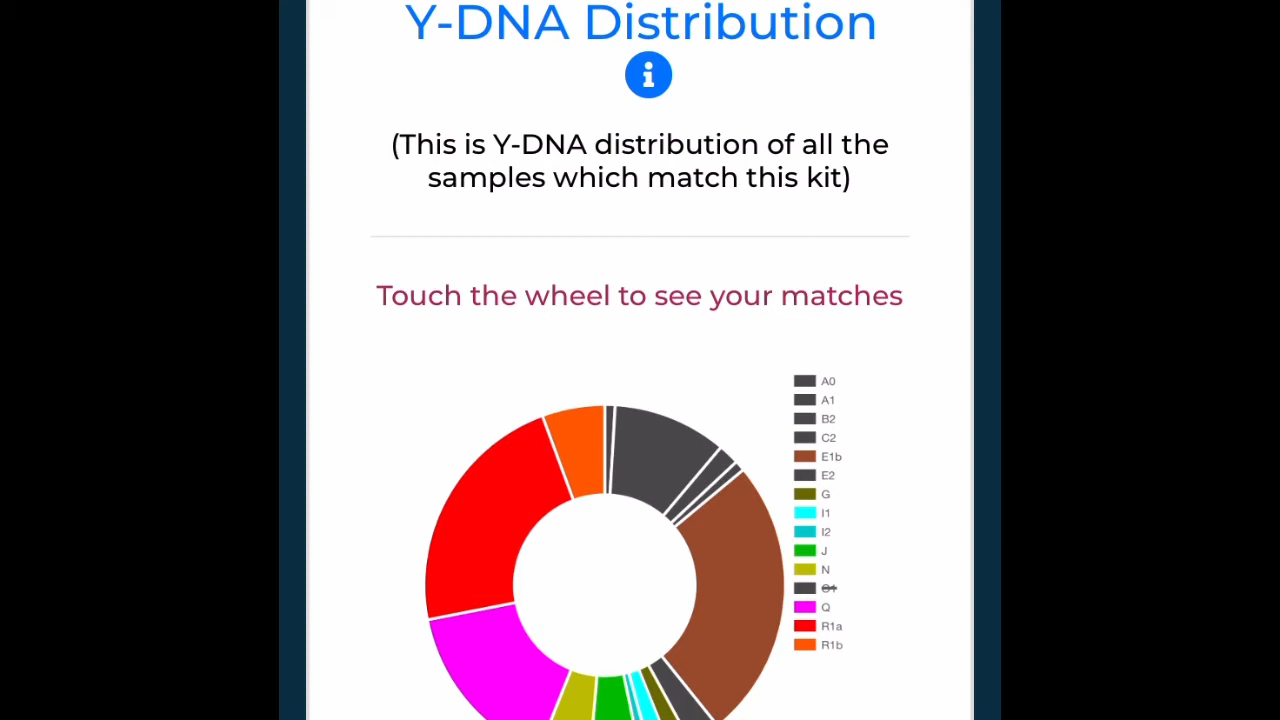 Y-DNA Distribution
(This is Y-DNA distribution of all the
samples which match this kit)
Touch the wheel to see your matches
A0
A1
B2
C2
E1b
E2
G
I1
I2
J
N
O1
Q
R1a
R1b